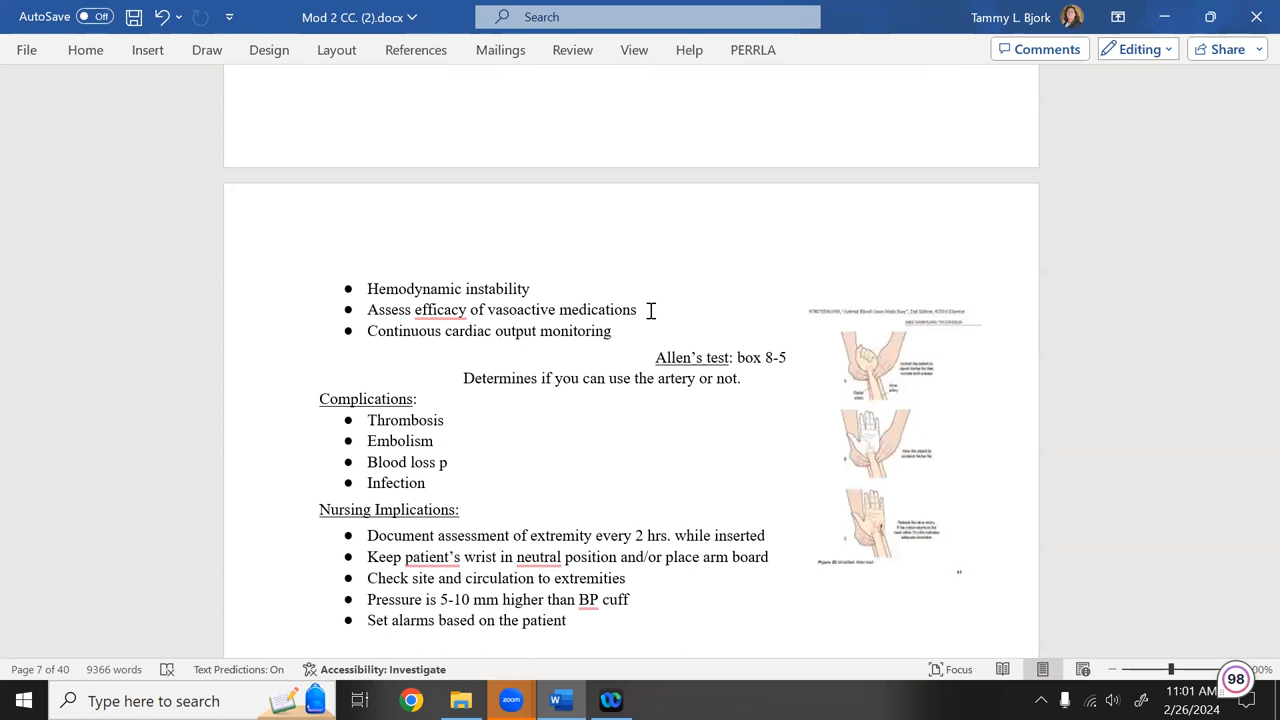 AutoSave Off Mod 2 CC. (2).docx Search Tammy L Bjork
File Home Insert Draw Design Layout References Mailings Review View Help PERRLA Comments Editing Share
● Hemodynamic instability
● Assess efficacy of vasoactive medications
● Continuous cardiac output monitoring
Allen's test: box 8-5
Determines if you can use the artery or not.
Complications:
● Thrombosis
● Embolism
● Blood loss p
● Infection
Nursing Implications:
● Document assessment of extremity every 2 hrs. while inserted
● Keep patient's wrist in neutral position and/or place arm board
● Check site and circulation to extremities
● Pressure is 5-10 mm higher than BP cuff
● Set alarms based on the patient
Page 7 of 40 9366 words Text Predictions: On Accessibility: Investigate Focus
98
Type here to search zoom 11:01 AM
2/26/2024